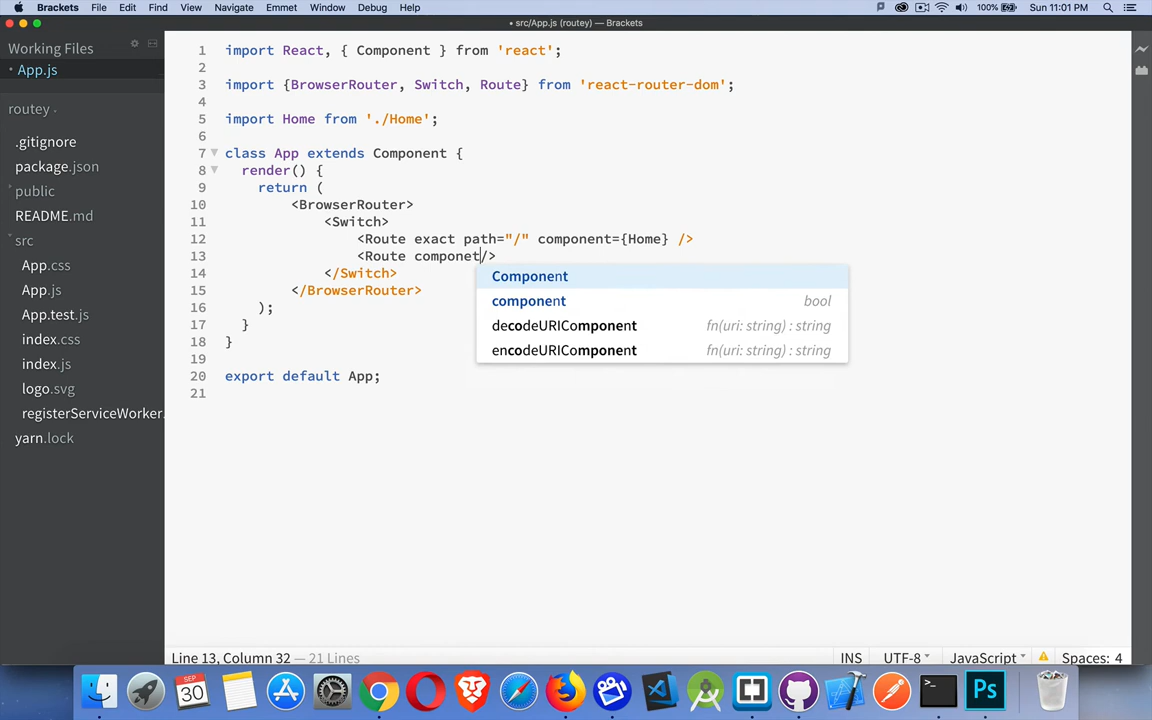 Brackets File Edit Find View Navigate Emmet Window Debug Help 100% Sun 11:01 PM
• src/App.js (routey) — Brackets
Working Files
• App.js
routey
.gitignore
package.json
public
README.md
src
App.css
App.js
App.test.js
index.css
index.js
logo.svg
registerServiceWorker.
yarn.lock
1 import React, { Component } from 'react';
2
3 import {BrowserRouter, Switch, Route} from 'react-router-dom';
4
5 import Home from './Home';
6
7 class App extends Component {
8 render() {
9 return (
10 <BrowserRouter>
11 <Switch>
12 <Route exact path="/" component={Home} />
13 <Route componet/>
14 </Switch>
15 </BrowserRouter>
16 );
17 }
18 }
19
20 export default App;
21
Component
component bool
decodeURIComponent fn(uri: string) : string
encodeURIComponent fn(uri: string) : string
Line 13, Column 32 — 21 Lines INS UTF-8 JavaScript Spaces: 4
SEP
30
>_
Ps